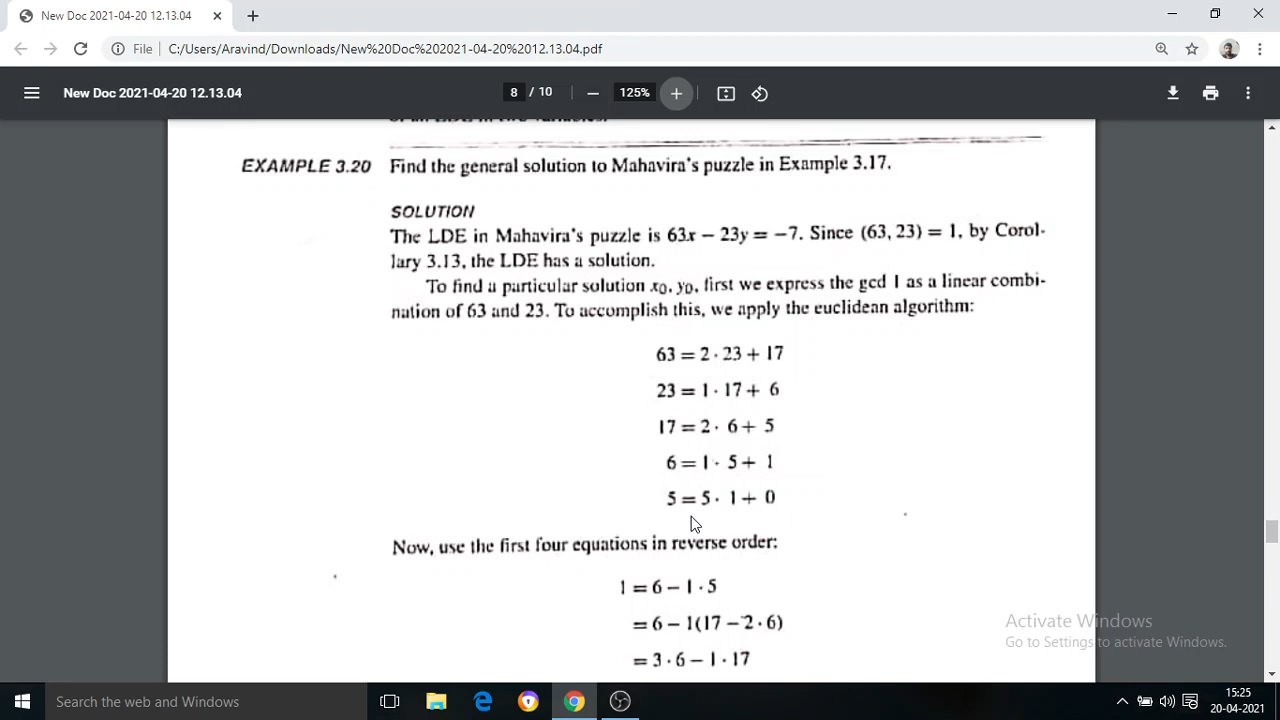 New Doc 2021-04-20 12.13.04
File C:/Users/Aravind/Downloads/New%20Doc%202021-04-20%2012.13.04.pdf
New Doc 2021-04-20 12.13.04 8 / 10 125%
EXAMPLE 3.20 Find the general solution to Mahavira's puzzle in Example 3.17.
SOLUTION
The LDE in Mahavira's puzzle is 63x − 23y = −7. Since (63, 23) = 1, by Corol-
lary 3.13, the LDE has a solution.
To find a particular solution x₀, y₀, first we express the gcd 1 as a linear combi-
nation of 63 and 23. To accomplish this, we apply the euclidean algorithm:
63 = 2 · 23 + 17
23 = 1 · 17 + 6
17 = 2 · 6 + 5
6 = 1 · 5 + 1
5 = 5 · 1 + 0
Now, use the first four equations in reverse order:
1 = 6 − 1 · 5
= 6 − 1(17 − 2 · 6)
= 3 · 6 − 1 · 17
Activate Windows
Go to Settings to activate Windows.
Search the web and Windows
15:25
20-04-2021